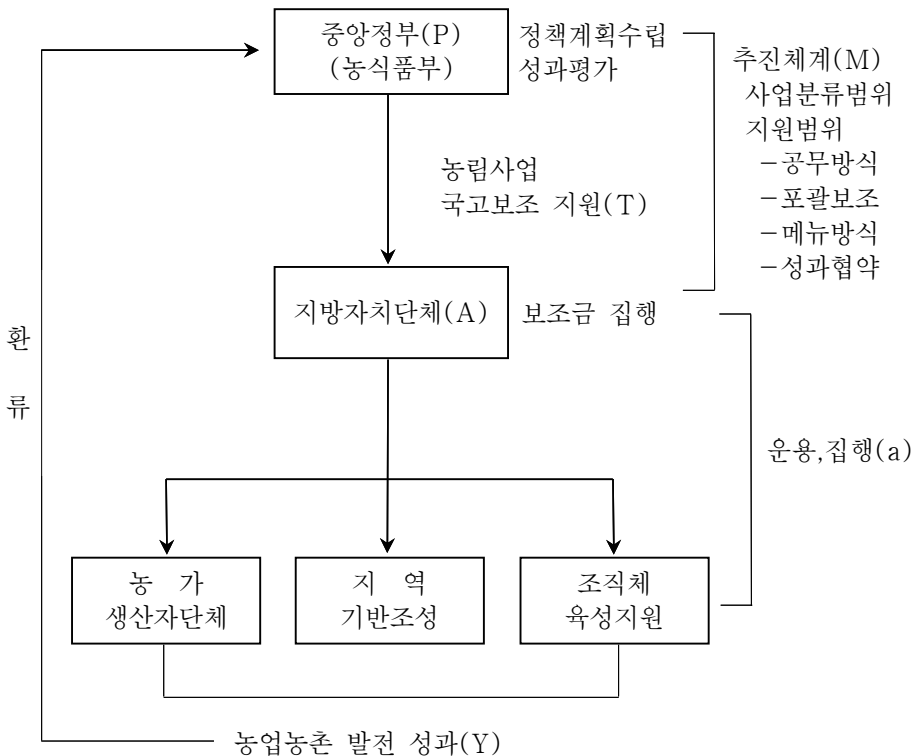 중앙정부(P)
(농식품부)
정책계획수립
성과평가
추진체계(M)
사업분류범위
지원범위
-공무방식
-포괄보조
-메뉴방식
-성과협약
농림사업
국고보조 지원(T)
지방자치단체(A)
보조금 집행
환
류
운용,집행(a)
농 가
생산자단체
지 역
기반조성
조직체
육성지원
농업농촌 발전 성과(Y)